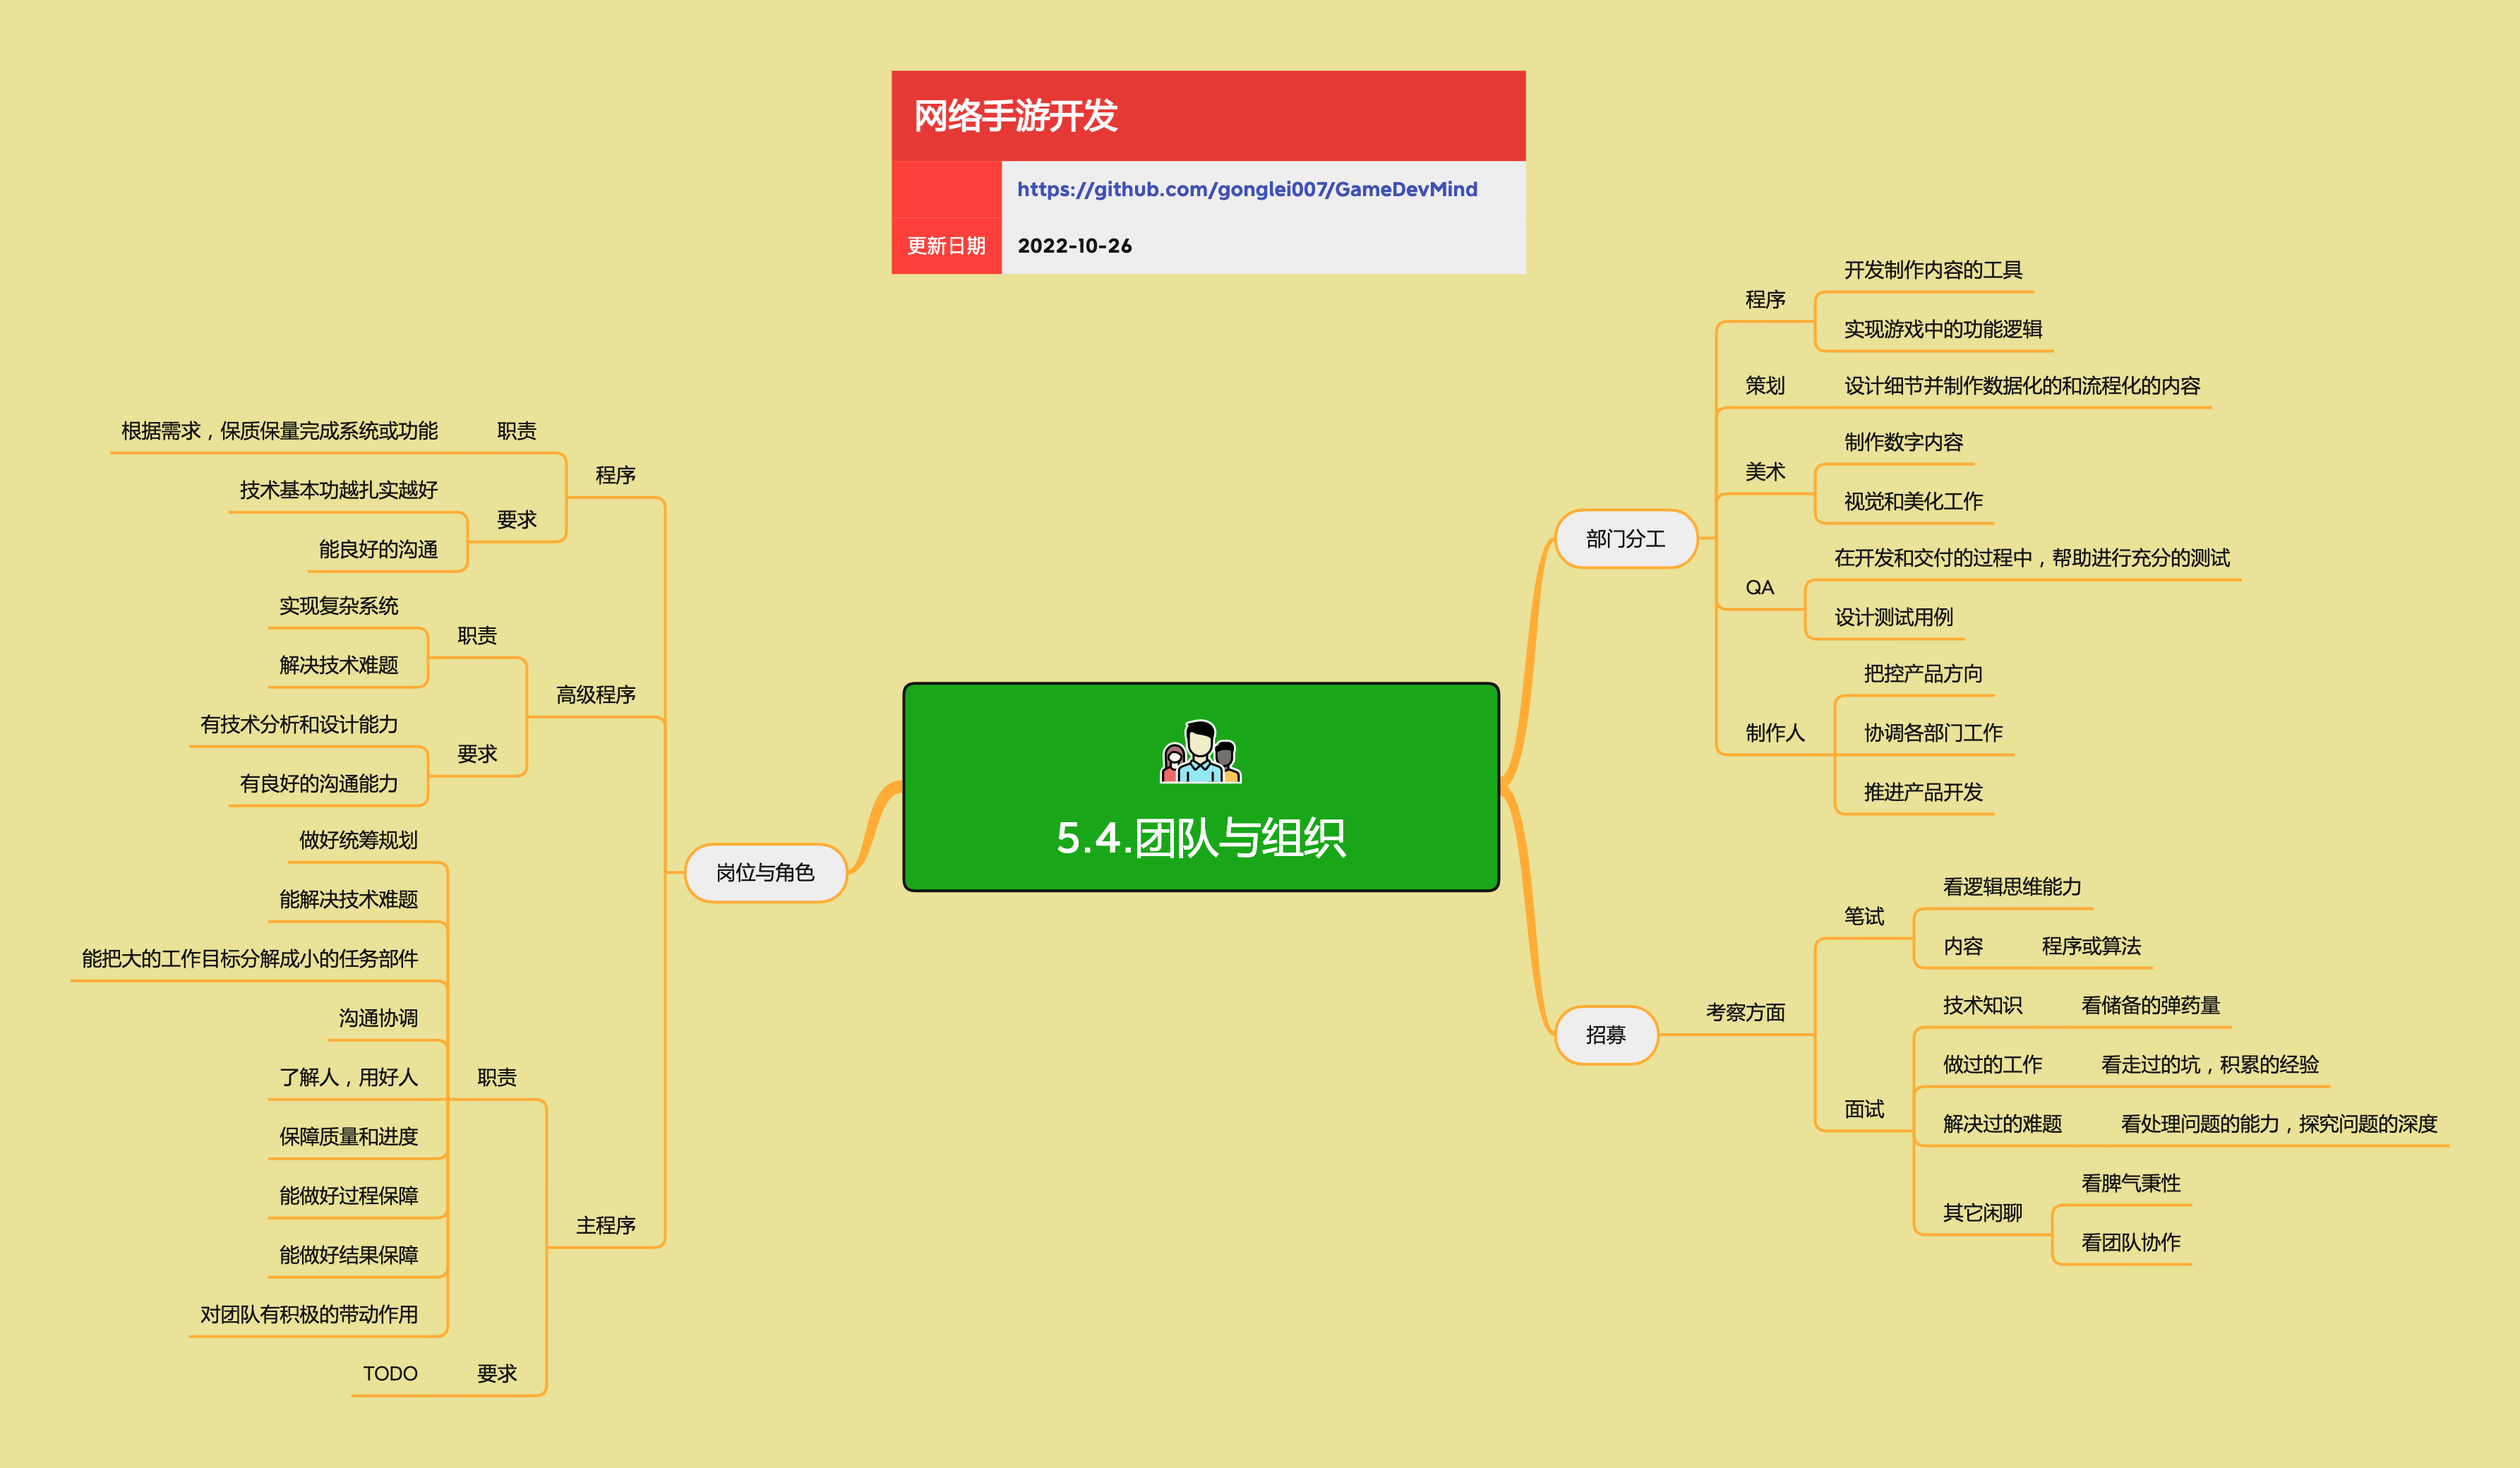 网络手游开发
https://github.com/gonglei007/GameDevMind
更新日期
2022-10-26
5.4.团队与组织
部门分工
程序
开发制作内容的工具
实现游戏中的功能逻辑
策划
设计细节并制作数据化的和流程化的内容
美术
制作数字内容
视觉和美化工作
QA
在开发和交付的过程中，帮助进行充分的测试
设计测试用例
制作人
把控产品方向
协调各部门工作
推进产品开发
招募
考察方面
笔试
看逻辑思维能力
内容
程序或算法
面试
技术知识
看储备的弹药量
做过的工作
看走过的坑，积累的经验
解决过的难题
看处理问题的能力，探究问题的深度
其它闲聊
看脾气秉性
看团队协作
岗位与角色
程序
职责
根据需求，保质保量完成系统或功能
要求
技术基本功越扎实越好
能良好的沟通
高级程序
职责
实现复杂系统
解决技术难题
要求
有技术分析和设计能力
有良好的沟通能力
主程序
职责
做好统筹规划
能解决技术难题
能把大的工作目标分解成小的任务部件
沟通协调
了解人，用好人
保障质量和进度
能做好过程保障
能做好结果保障
对团队有积极的带动作用
要求
TODO